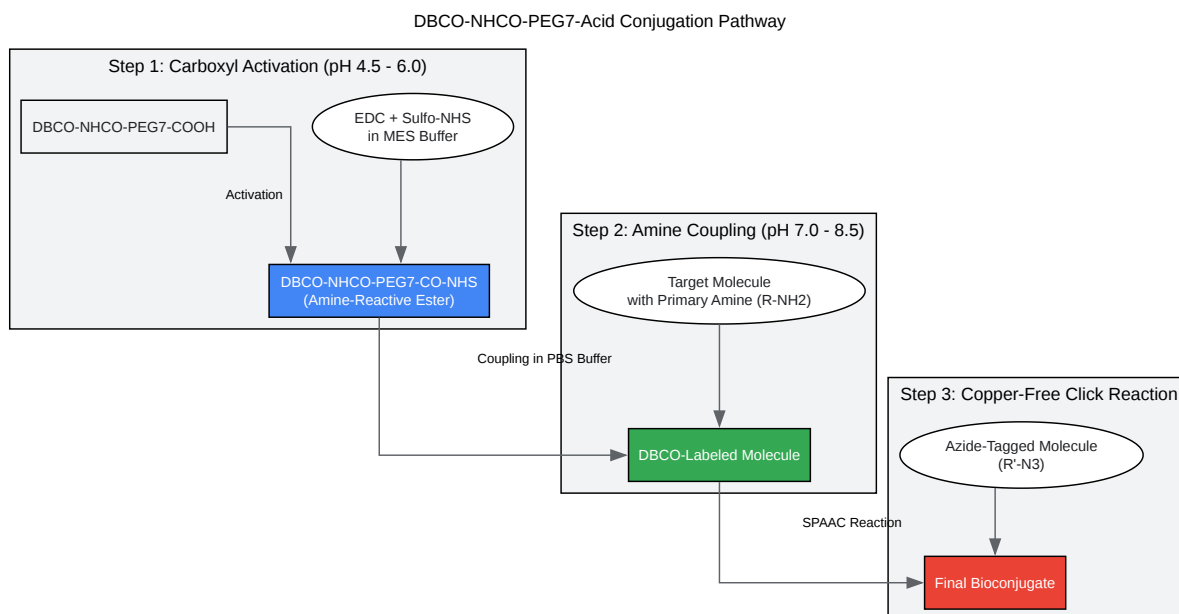 DBCO-NHCO-PEG7-Acid Conjugation Pathway
Step 1: Carboxyl Activation (pH 4.5 - 6.0)
DBCO-NHCO-PEG7-COOH
EDC + Sulfo-NHS
in MES Buffer
Activation
DBCO-NHCO-PEG7-CO-NHS
(Amine-Reactive Ester)
Step 2: Amine Coupling (pH 7.0 - 8.5)
Target Molecule
with Primary Amine (R-NH2)
Coupling in PBS Buffer
DBCO-Labeled Molecule
Step 3: Copper-Free Click Reaction
Azide-Tagged Molecule
(R'-N3)
SPAAC Reaction
Final Bioconjugate